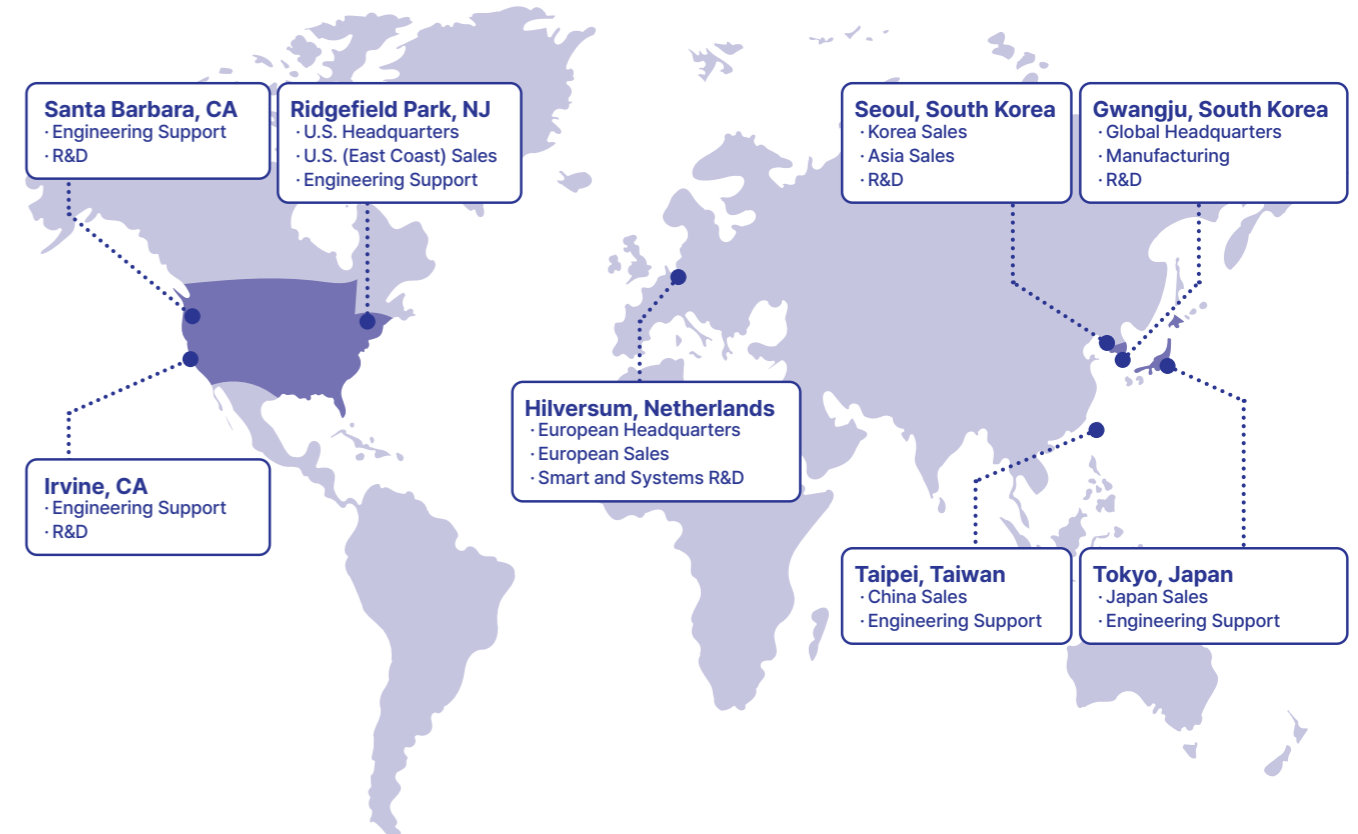 Santa Barbara, CA
· Engineering Support
· R&D
Ridgefield Park, NJ
· U.S. Headquarters
· U.S. (East Coast) Sales
· Engineering Support
Seoul, South Korea
· Korea Sales
· Asia Sales
· R&D
Gwangju, South Korea
· Global Headquarters
· Manufacturing
· R&D
Hilversum, Netherlands
· European Headquarters
· European Sales
· Smart and Systems R&D
Irvine, CA
· Engineering Support
· R&D
Taipei, Taiwan
· China Sales
· Engineering Support
Tokyo, Japan
· Japan Sales
· Engineering Support